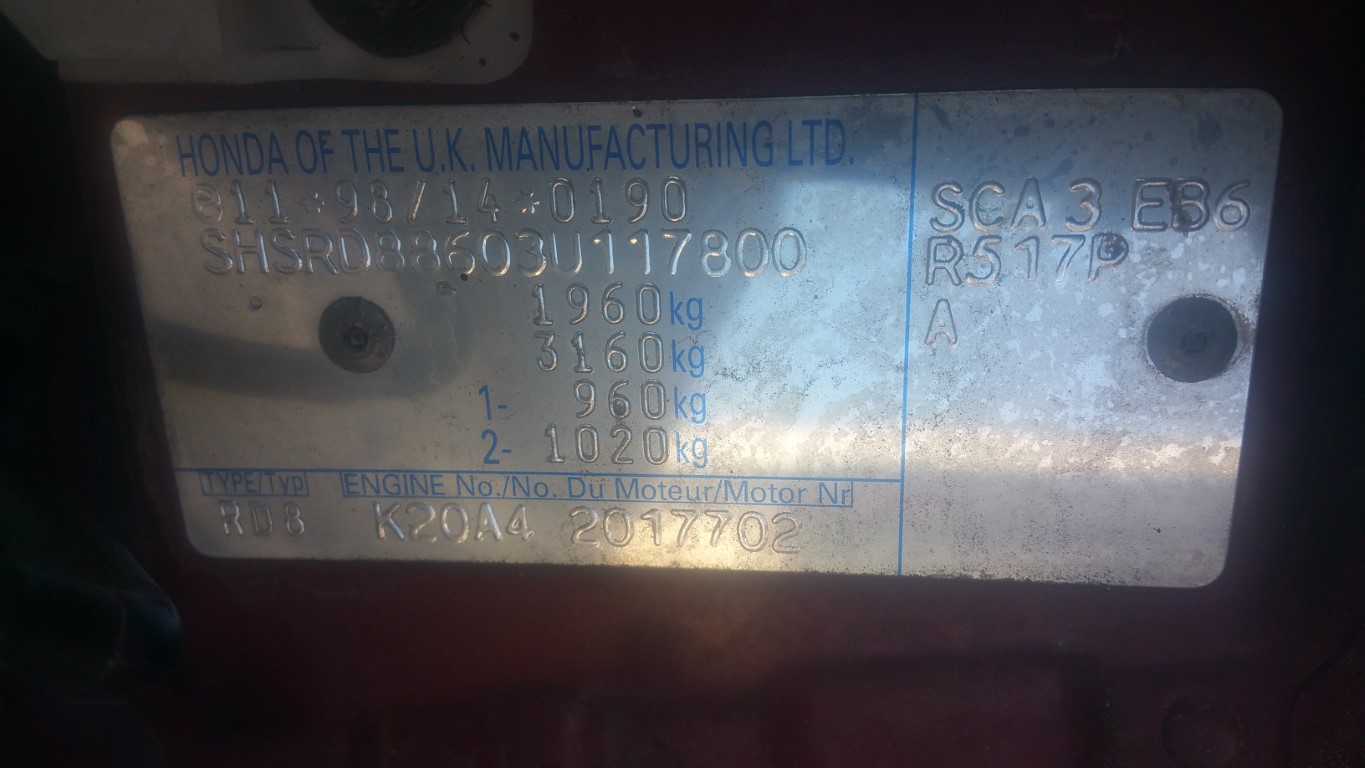 HONDA OF THE U.K. MANUFACTURING LTD.
e11*98/14*0190
SHSRD88603U117800
1960kg
3160kg
1- 960kg
2- 1020kg
TYPE/TYP ENGINE No./No. Du Moteur/Motor Nr
RD8 K20A4 2017702
SCA 3 EB6
R517P
A